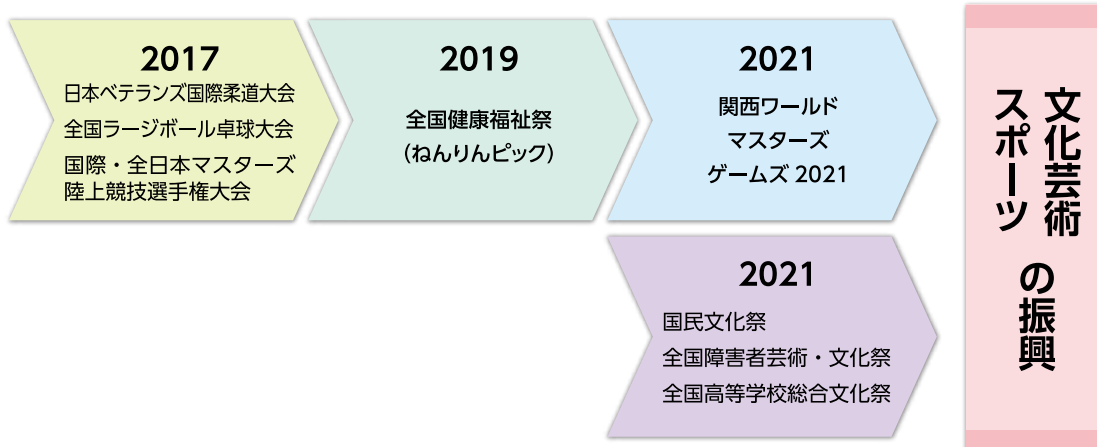 2017
日本ベテランズ国際柔道大会
全国ラージボール卓球大会
国際・全日本マスターズ
陸上競技選手権大会
2019
全国健康福祉祭
(ねんりんピック)
2021
関西ワールド
マスターズ
ゲームズ 2021
2021
国民文化祭
全国障害者芸術・文化祭
全国高等学校総合文化祭
文化芸術
スポーツ
の振興